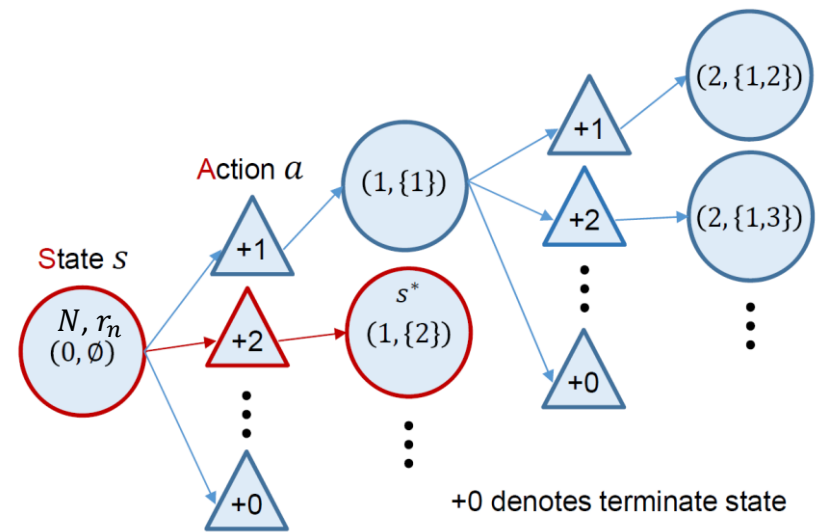 State s
N, rₙ
(0, ∅)
Action a
+1
+2
+0
(1, {1})
s*
(1, {2})
+1
+2
+0
(2, {1,2})
(2, {1,3})
+0 denotes terminate state